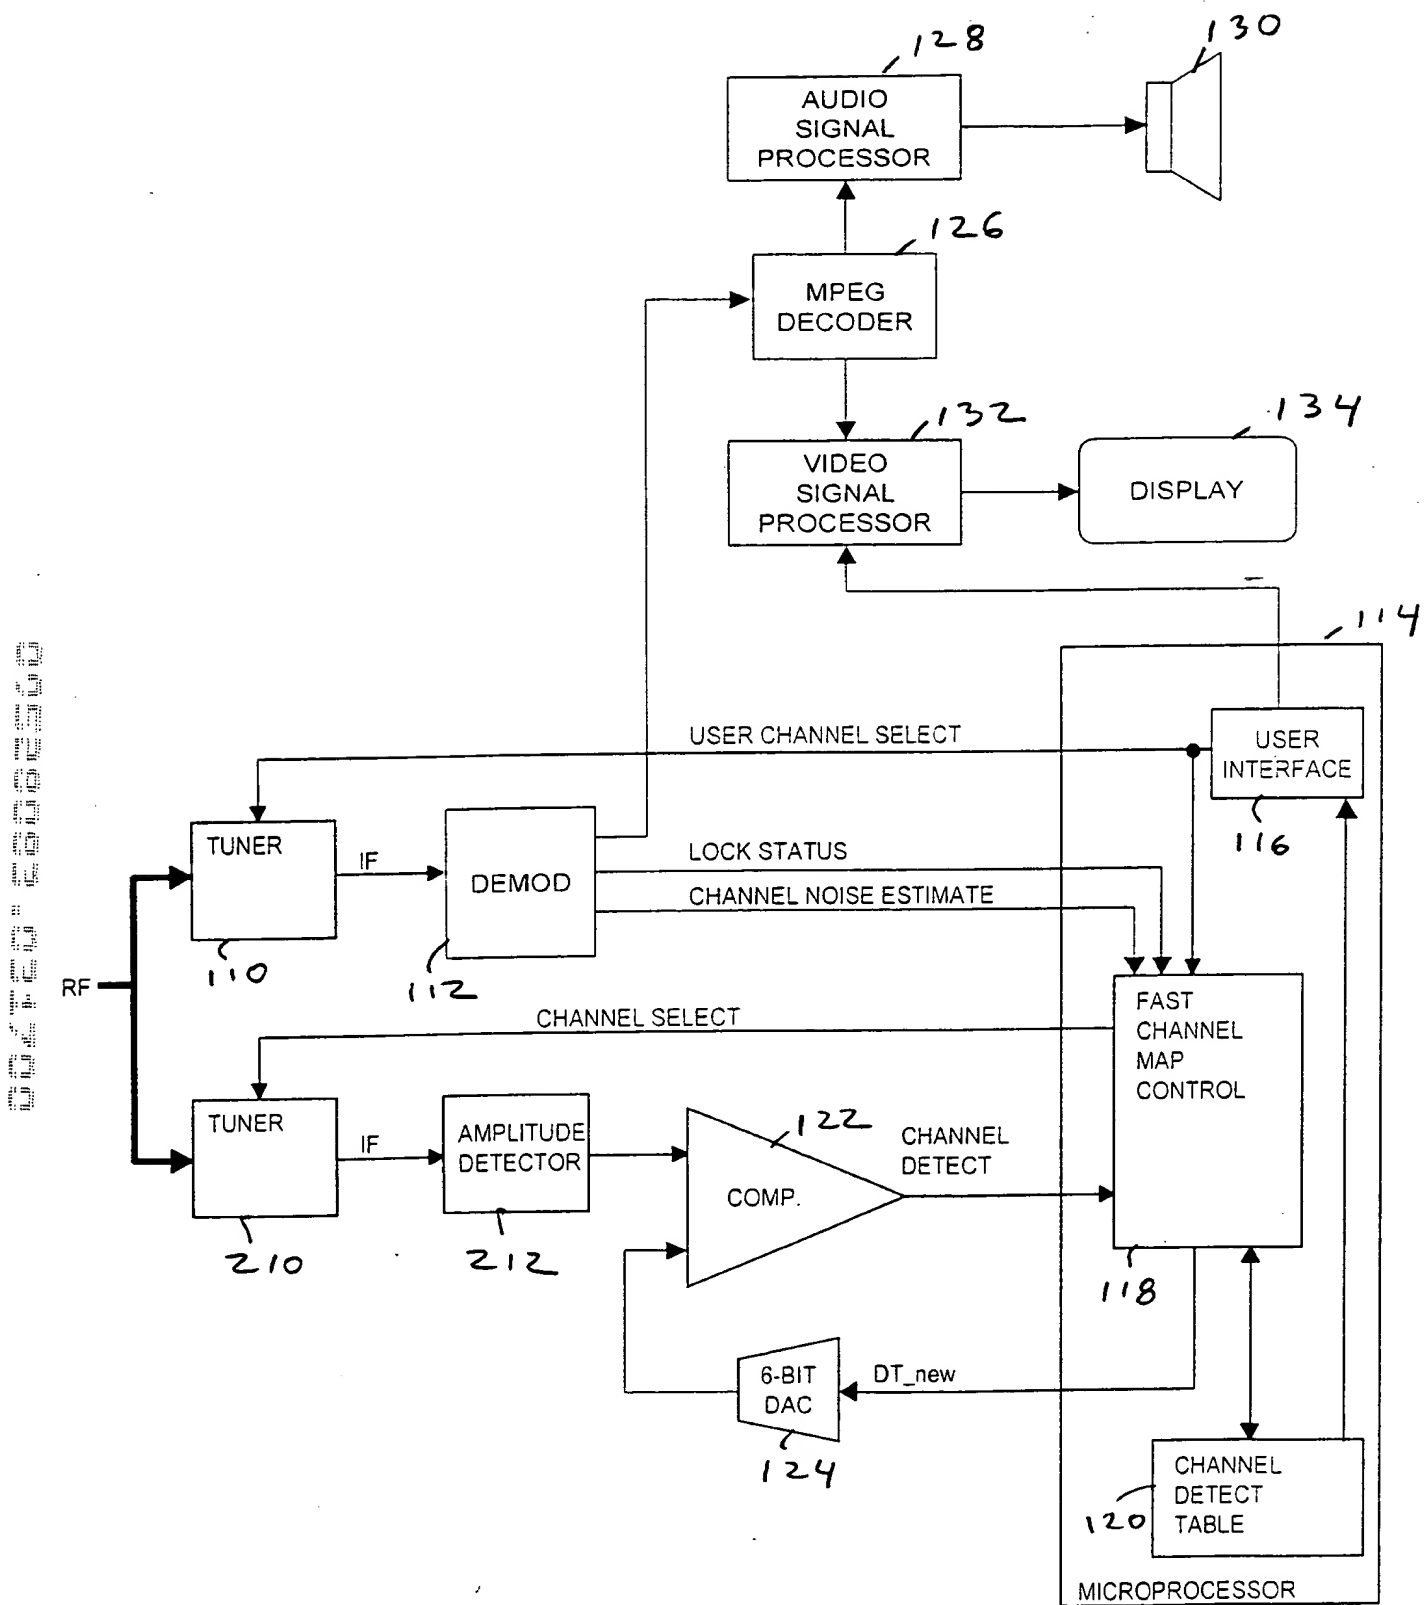 128
130
AUDIO
SIGNAL
PROCESSOR
126
MPEG
DECODER
132
134
VIDEO
SIGNAL
PROCESSOR
DISPLAY
114
USER CHANNEL SELECT
USER
INTERFACE
116
TUNER
IF
DEMOD
LOCK STATUS
CHANNEL NOISE ESTIMATE
110
112
RF
FAST
CHANNEL
MAP
CONTROL
CHANNEL SELECT
TUNER
IF
AMPLITUDE
DETECTOR
122
COMP.
CHANNEL
DETECT
210
212
118
6-BIT
DAC
DT_new
124
CHANNEL
DETECT
TABLE
120
MICROPROCESSOR